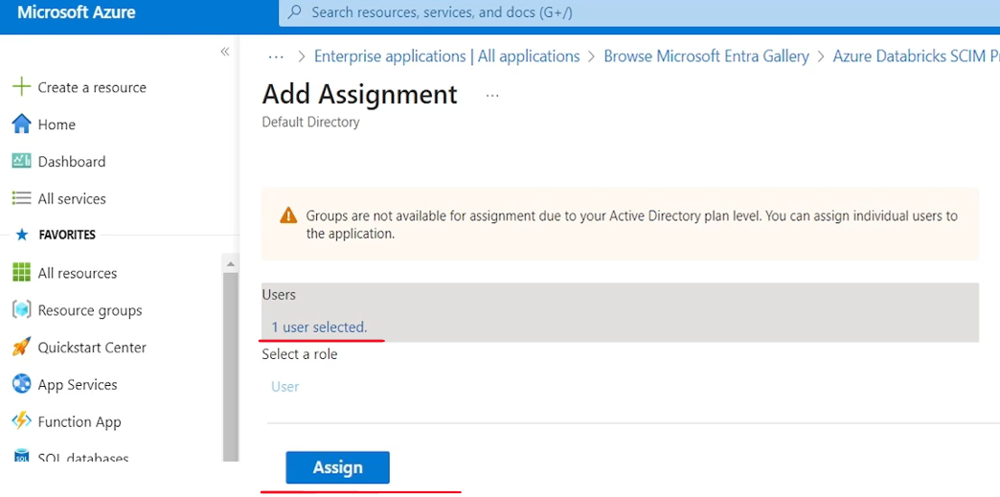 Microsoft Azure
Search resources, services, and docs (G+/)
«
Create a resource
Home
Dashboard
All services
FAVORITES
All resources
Resource groups
Quickstart Center
App Services
Function App
SQL databases
... > Enterprise applications | All applications > Browse Microsoft Entra Gallery > Azure Databricks SCIM Pr
Add Assignment ...
Default Directory
Groups are not available for assignment due to your Active Directory plan level. You can assign individual users to
the application.
Users
1 user selected.
Select a role
User
Assign